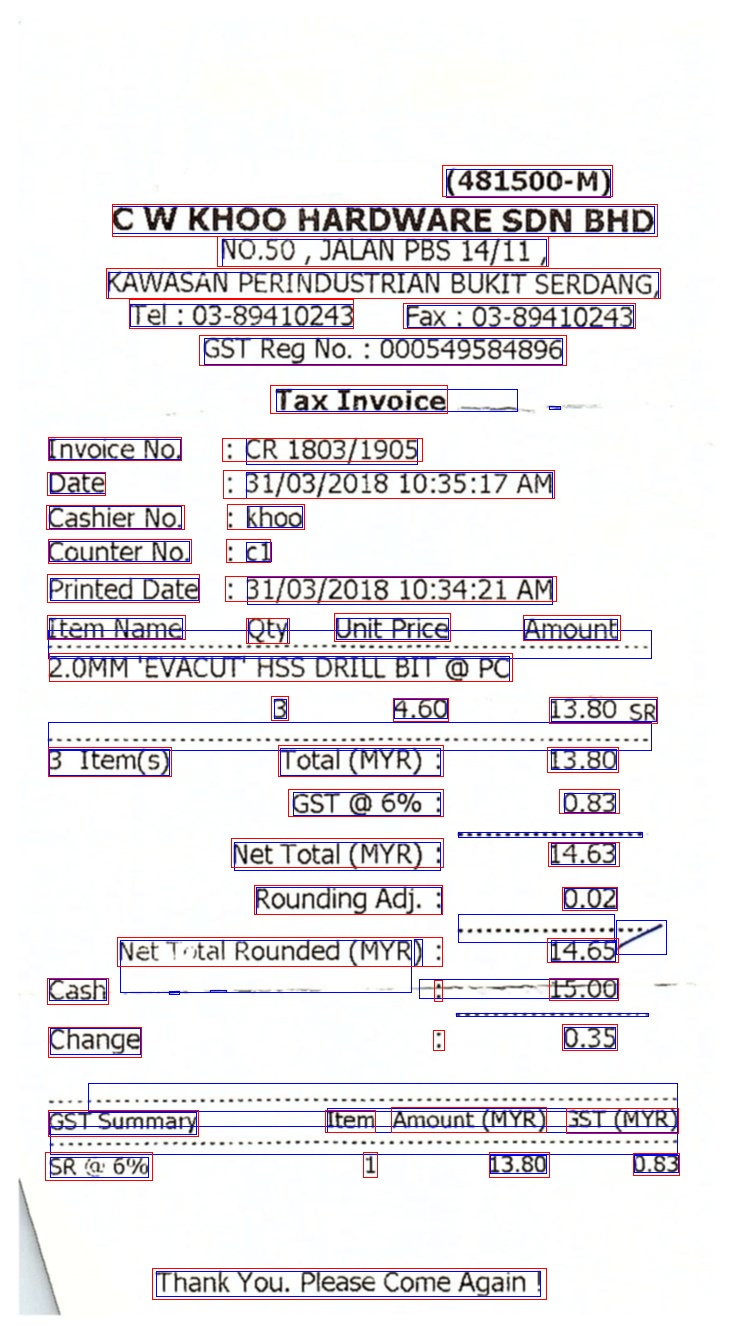 (481500-M)
C W KHOO HARDWARE SDN BHD
NO.50 , JALAN PBS 14/11 ,
KAWASAN PERINDUSTRIAN BUKIT SERDANG,
Tel : 03-89410243 Fax : 03-89410243
GST Reg No. : 000549584896
Tax Invoice
Invoice No. : CR 1803/1905
Date : 31/03/2018 10:35:17 AM
Cashier No. : khoo
Counter No. : c1
Printed Date : 31/03/2018 10:34:21 AM
Item Name Qty Unit Price Amount
2.0MM 'EVACUT' HSS DRILL BIT @ PC
3 4.60 13.80 SR
3 Item(s) Total (MYR) : 13.80
GST @ 6% : 0.83
Net Total (MYR) : 14.63
Rounding Adj. : 0.02
Net Total Rounded (MYR) : 14.65
Cash : 15.00
Change : 0.35
GST Summary Item Amount (MYR) GST (MYR)
SR @ 6% 1 13.80 0.83
Thank You. Please Come Again !